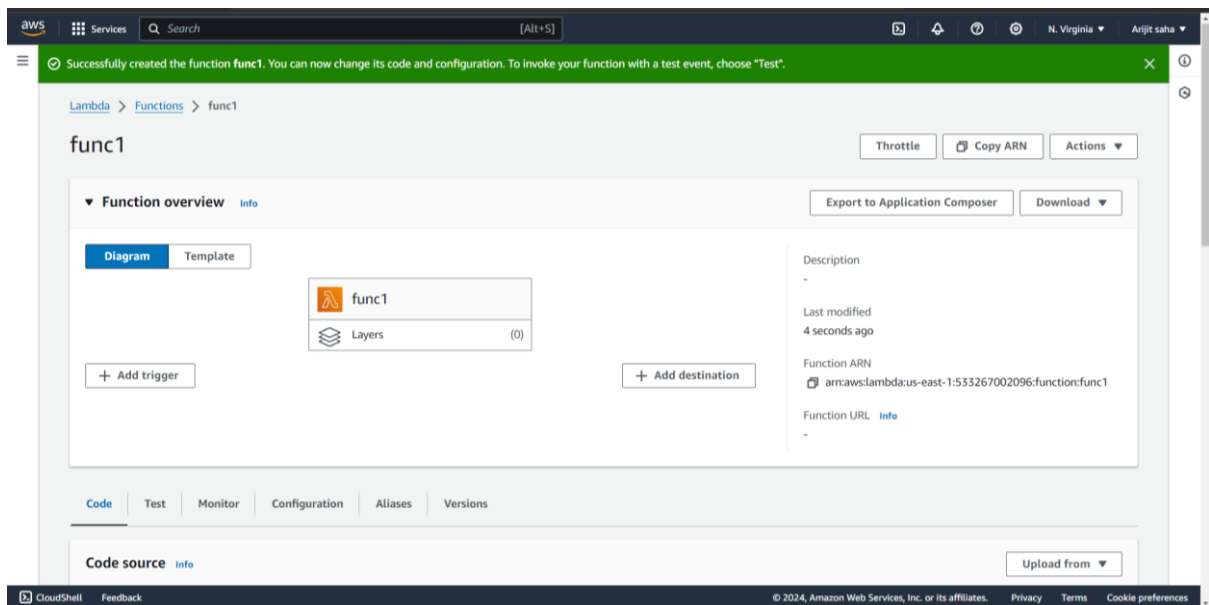 aws Services Search [Alt+S] N. Virginia Arijit saha
Successfully created the function func1. You can now change its code and configuration. To invoke your function with a test event, choose "Test".
Lambda > Functions > func1
func1
Throttle Copy ARN Actions
Function overview Info
Export to Application Composer Download
Diagram Template
func1
Layers (0)
+ Add trigger
+ Add destination
Description
-
Last modified
4 seconds ago
Function ARN
arn:aws:lambda:us-east-1:533267002096:function:func1
Function URL Info
-
Code Test Monitor Configuration Aliases Versions
Code source Info
Upload from
CloudShell Feedback © 2024, Amazon Web Services, Inc. or its affiliates. Privacy Terms Cookie preferences